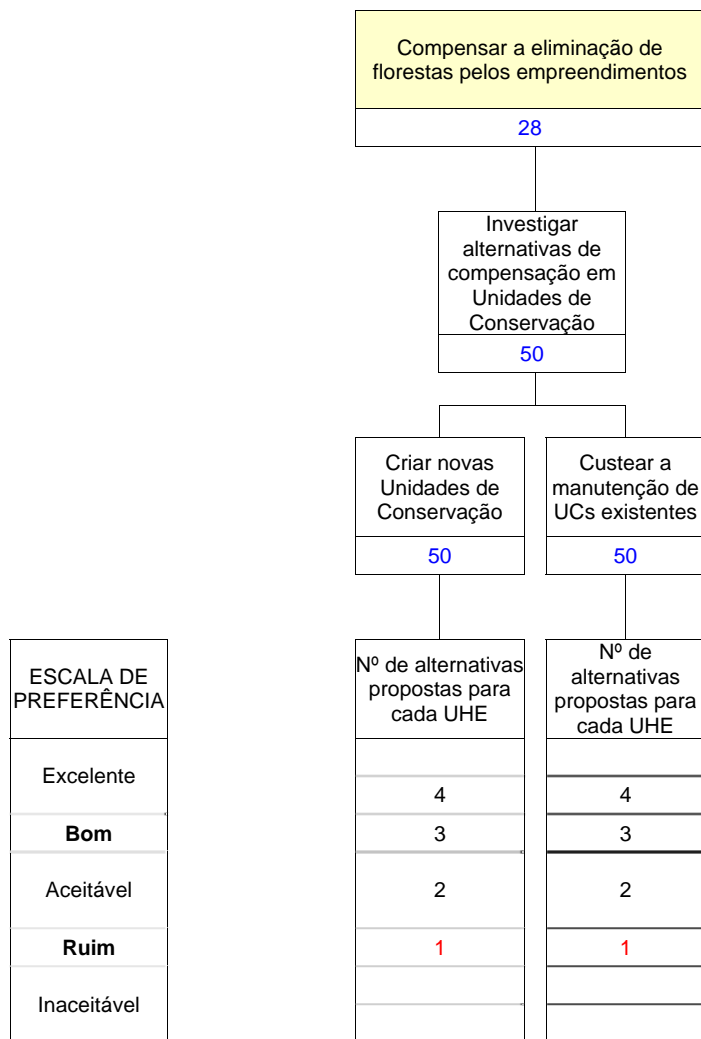 Compensar a eliminação de
florestas pelos empreendimentos
28
Investigar
alternativas de
compensação em
Unidades de
Conservação
50
Criar novas
Unidades de
Conservação
50
Custear a
manutenção de
UCs existentes
50
ESCALA DE
PREFERÊNCIA
Nº de alternativas
propostas para
cada UHE
Nº de
alternativas
propostas para
cada UHE
Excelente
4
4
Bom
3
3
Aceitável
2
2
Ruim
1
1
Inaceitável